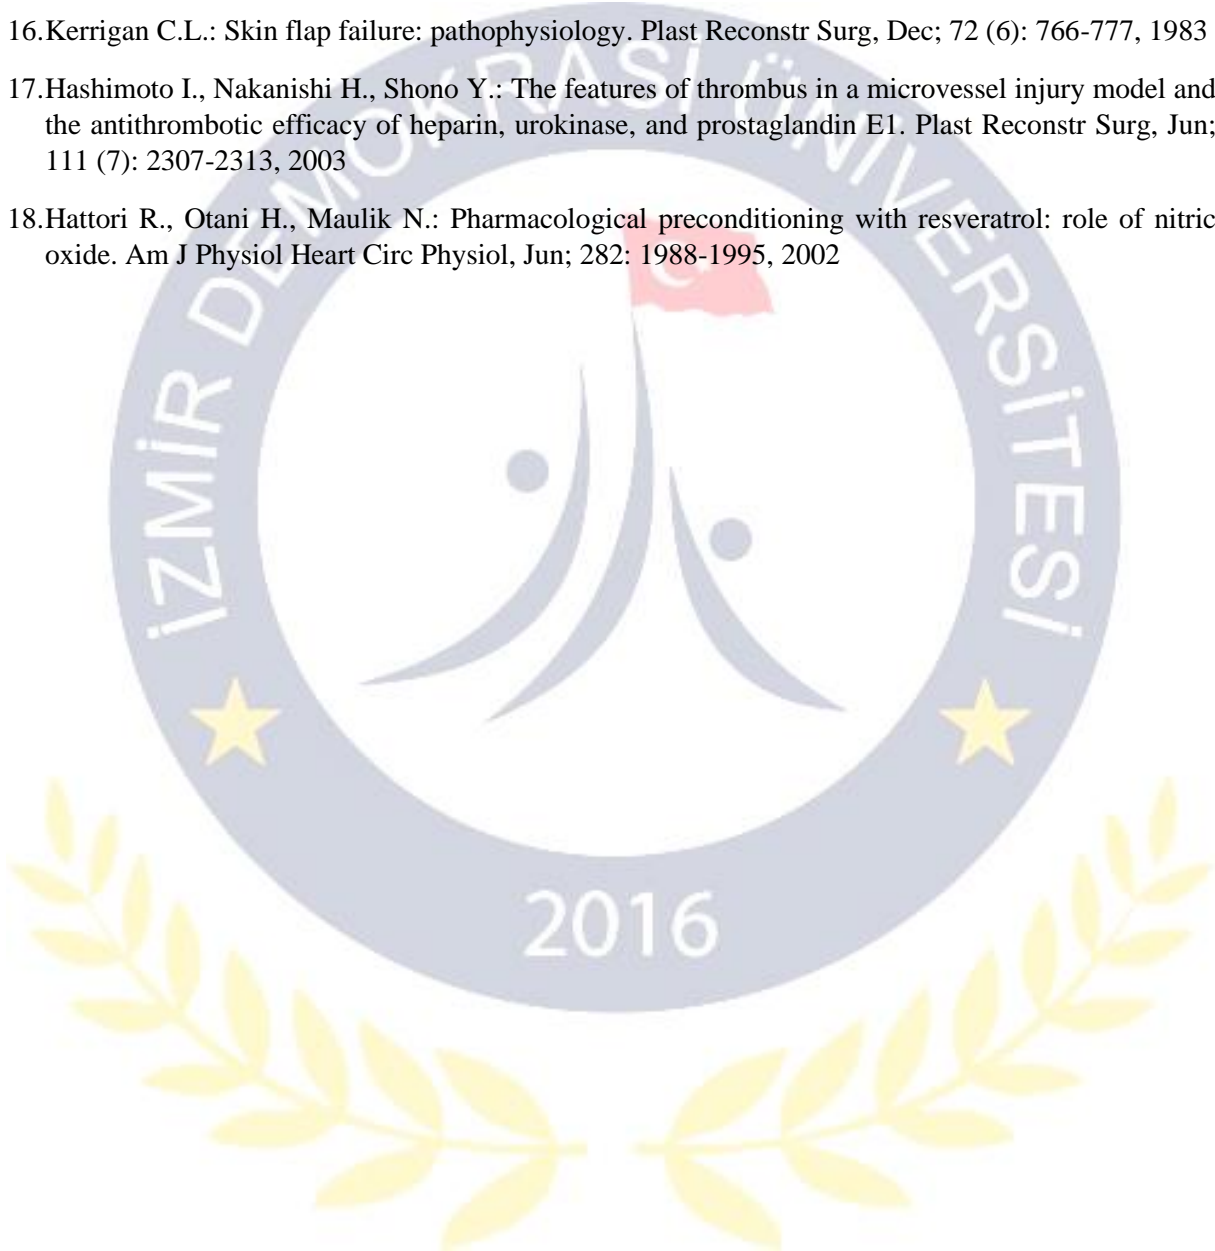 16.Kerrigan C.L.: Skin flap failure: pathophysiology. Plast Reconstr Surg, Dec; 72 (6): 766-777, 1983
17.Hashimoto I., Nakanishi H., Shono Y.: The features of thrombus in a microvessel injury model and
the antithrombotic efficacy of heparin, urokinase, and prostaglandin E1. Plast Reconstr Surg, Jun;
111 (7): 2307-2313, 2003
18.Hattori R., Otani H., Maulik N.: Pharmacological preconditioning with resveratrol: role of nitric
oxide. Am J Physiol Heart Circ Physiol, Jun; 282: 1988-1995, 2002
İZMİR DEMOKRASİ ÜNİVERSİTESİ
2016